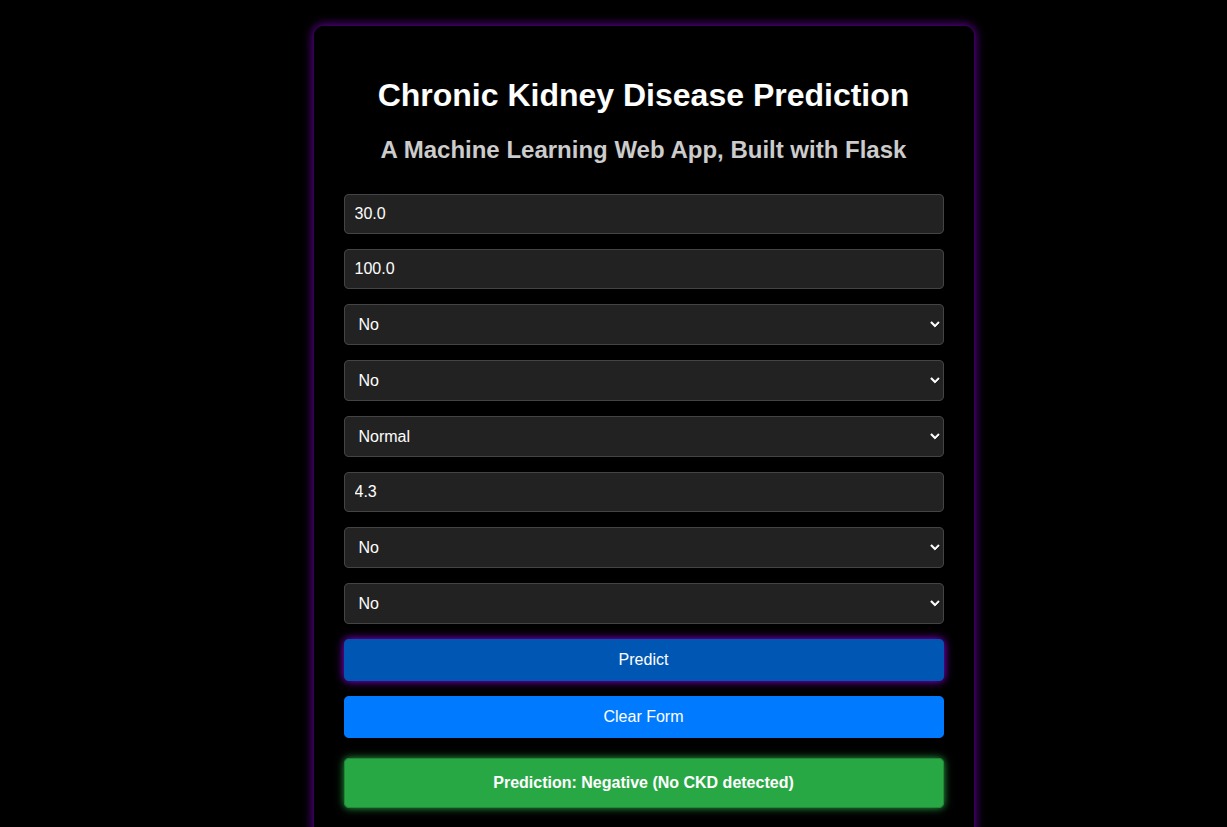 Chronic Kidney Disease Prediction
A Machine Learning Web App, Built with Flask
30.0
100.0
No
No
Normal
4.3
No
No
Predict
Clear Form
Prediction: Negative (No CKD detected)